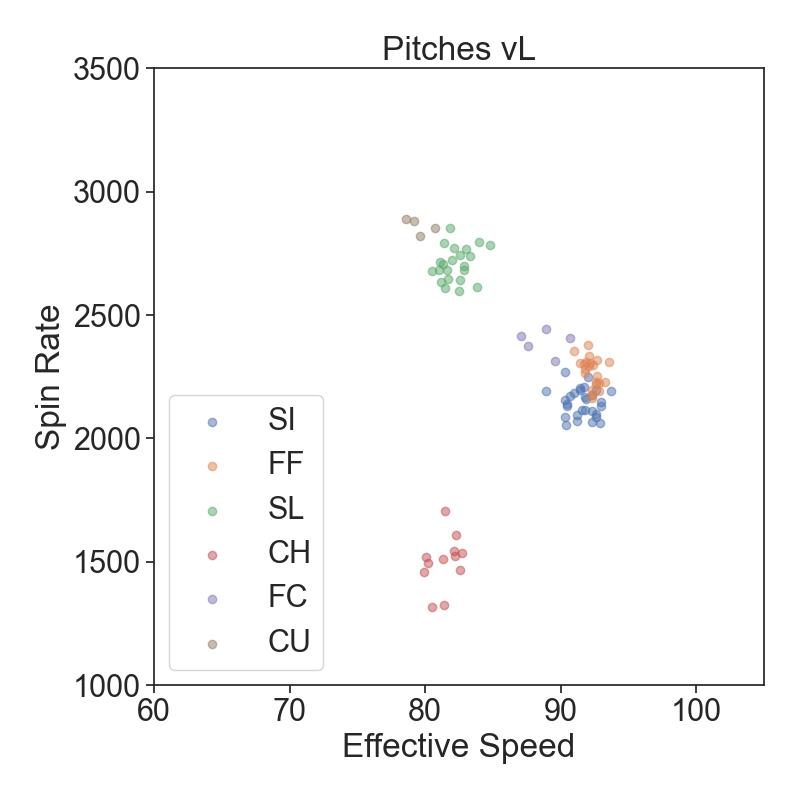 Pitches vL
3500
3000
2500
2000
1500
1000
Spin Rate
SI
FF
SL
CH
FC
CU
60 70 80 90 100
Effective Speed